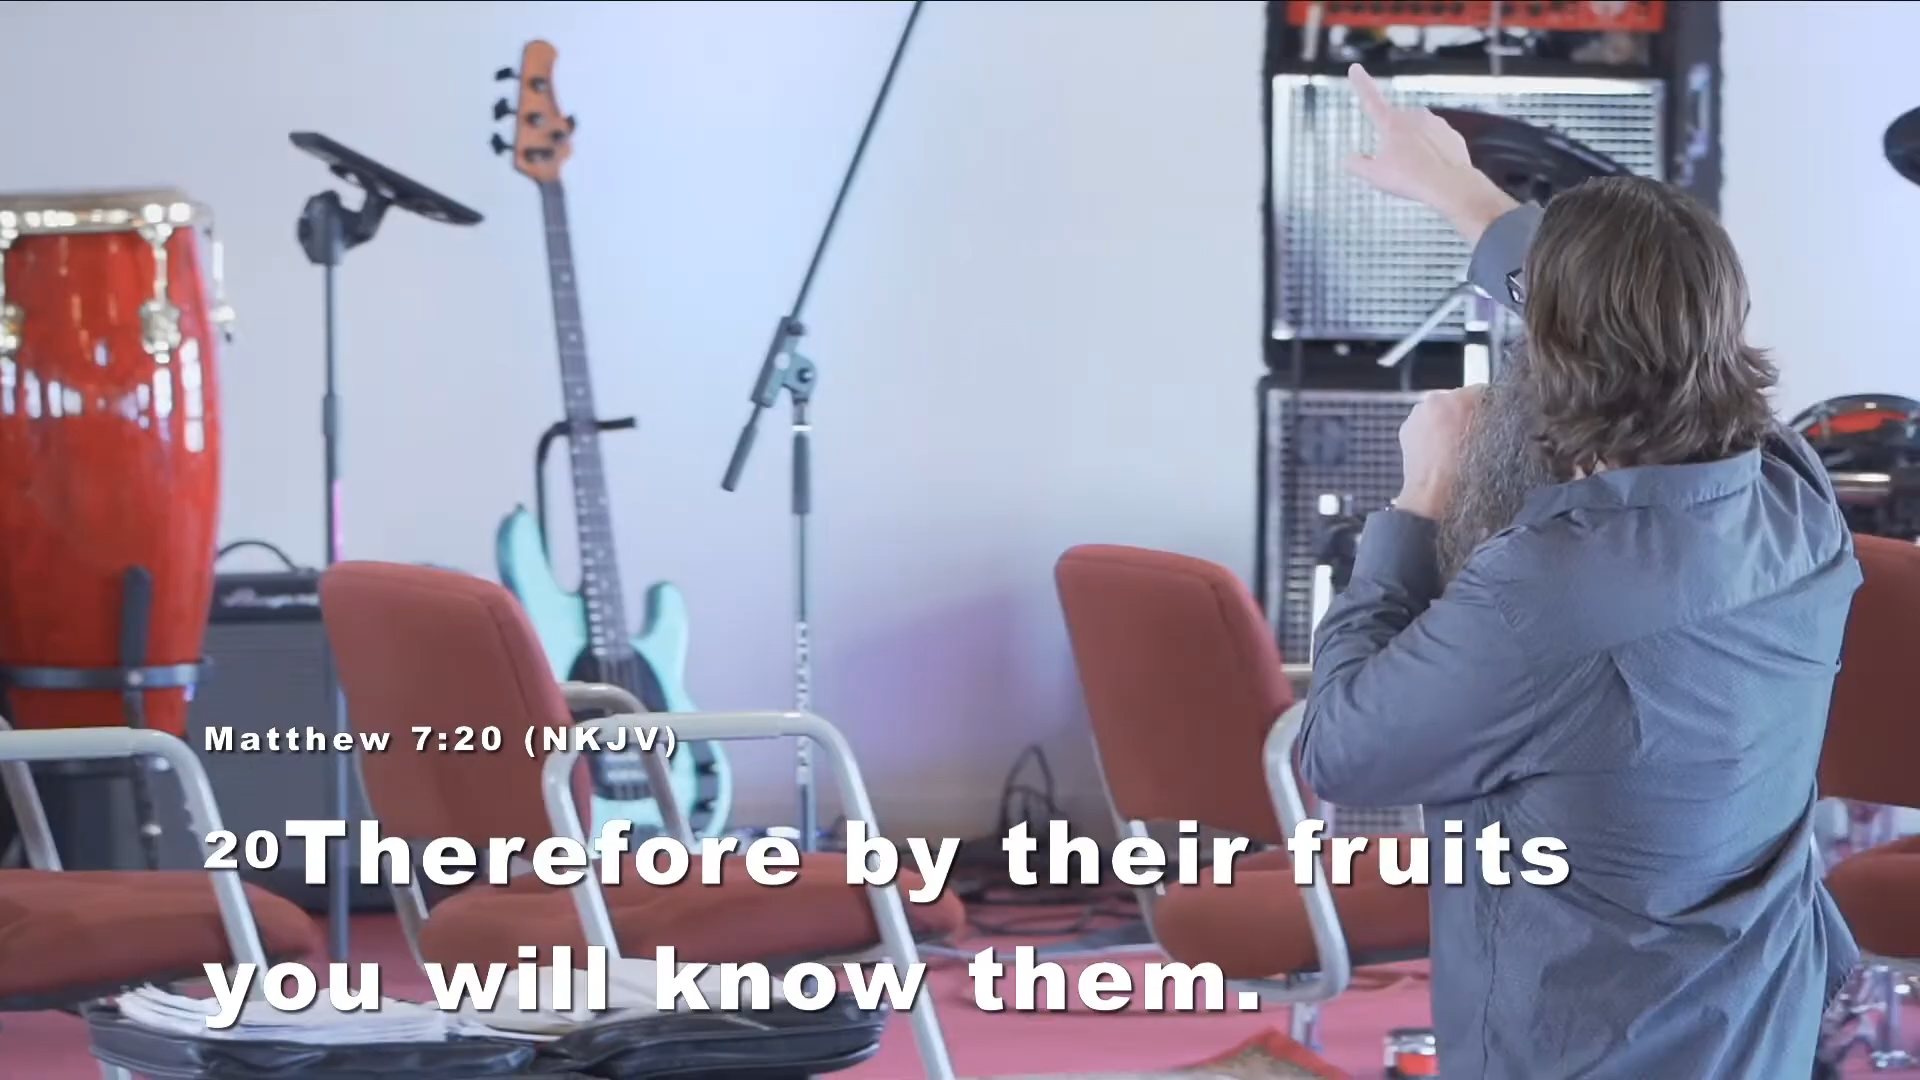 Matthew 7:20 (NKJV)
20Therefore by their fruits
you will know them.